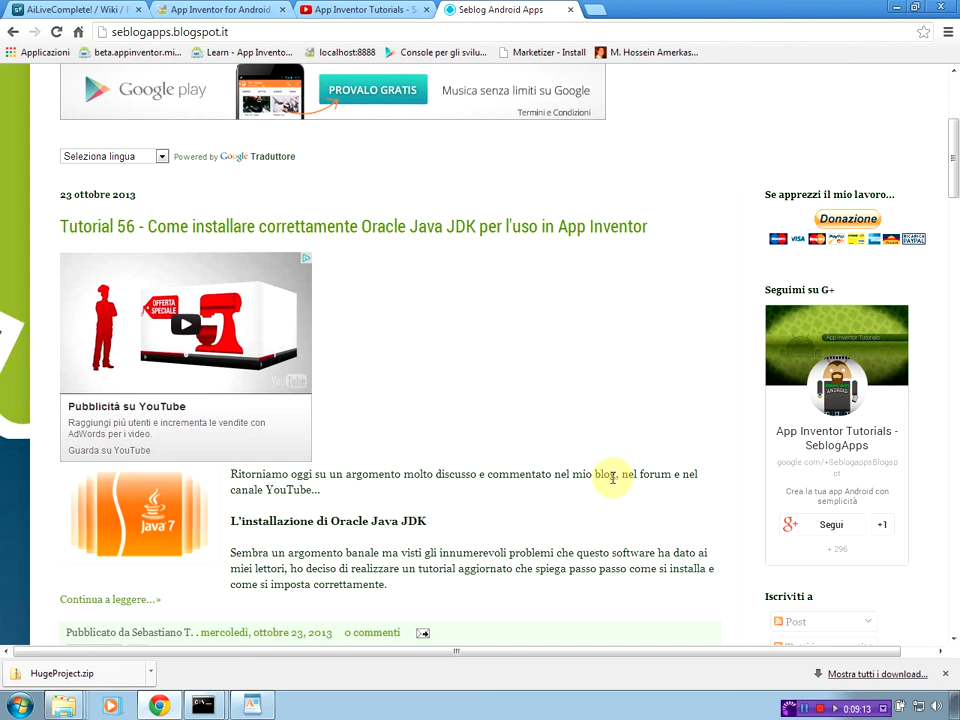 AiLiveComplete! / Wiki / F
App Inventor for Android
App Inventor Tutorials - S
Seblog Android Apps
seblogapps.blogspot.it
Applicazioni
beta.appinventor.mi...
Learn - App Invento...
localhost:8888
Console per gli svilu...
Marketizer - Install
M. Hossein Amerkas...
Google play
PROVALO GRATIS
Musica senza limiti su Google
Termini e Condizioni
Seleziona lingua
Powered by Google Traduttore
23 ottobre 2013
Tutorial 56 - Come installare correttamente Oracle Java JDK per l'uso in App Inventor
OFFERTA
SPECIALE
YouTube
Pubblicità su YouTube
Raggiungi più utenti e incrementa le vendite con
AdWords per i video.
Guarda su YouTube
Ritorniamo oggi su un argomento molto discusso e commentato nel mio blog, nel forum e nel
canale YouTube...
Java 7
L'installazione di Oracle Java JDK
Sembra un argomento banale ma visti gli innumerevoli problemi che questo software ha dato ai
miei lettori, ho deciso di realizzare un tutorial aggiornato che spiega passo passo come si installa e
come si imposta correttamente.
Continua a leggere...»
Pubblicato da Sebastiano T. . mercoledì, ottobre 23, 2013 0 commenti
Se apprezzi il mio lavoro...
Donazione
VISA
RICARICA
PAYPAL
Seguimi su G+
App Inventor Tutorials
ANDROID
App Inventor Tutorials -
SeblogApps
google.com/+SeblogappsBlogsp
ot
Crea la tua app Android con
semplicità
g+ Segui +1
+ 296
Iscriviti a
Post
HugeProject.zip
Mostra tutti i download...
0:09:13